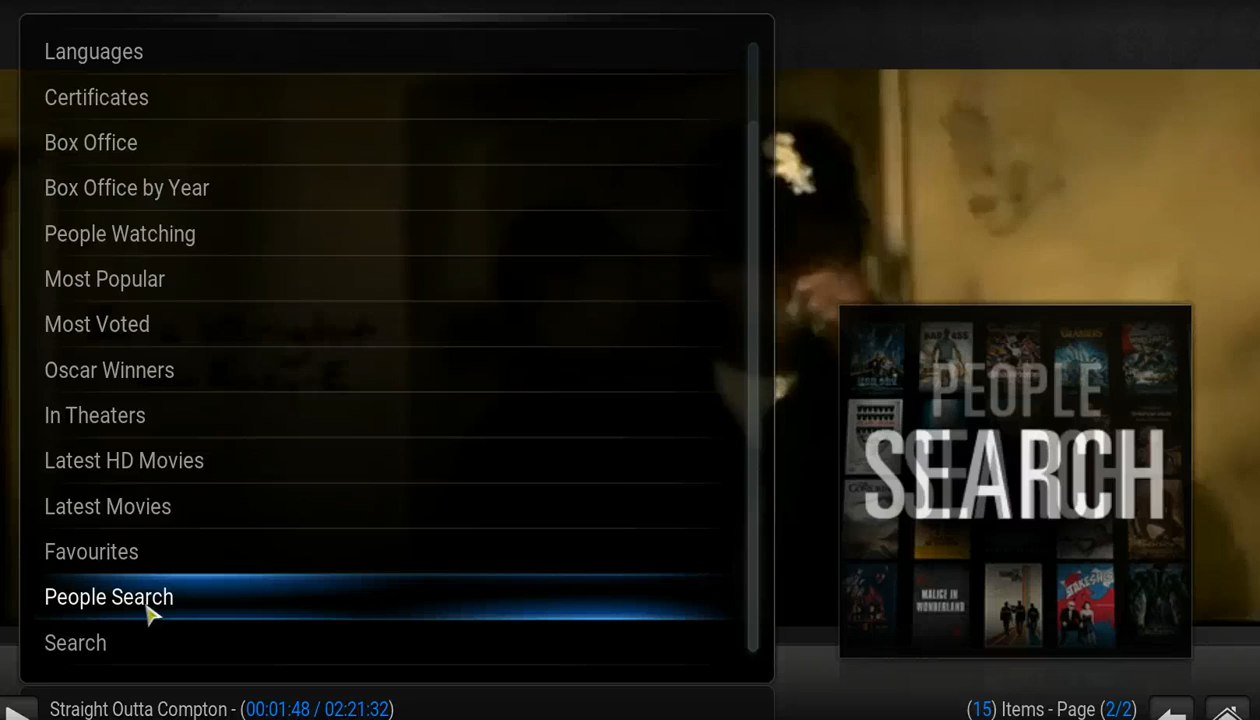 Languages
Certificates
Box Office
Box Office by Year
People Watching
Most Popular
Most Voted
Oscar Winners
In Theaters
Latest HD Movies
Latest Movies
Favourites
People Search
Search
PEOPLE
SEARCH
MALICE IN
WONDERLAND
Straight Outta Compton - (00:01:48 / 02:21:32)
(15) Items - Page (2/2)